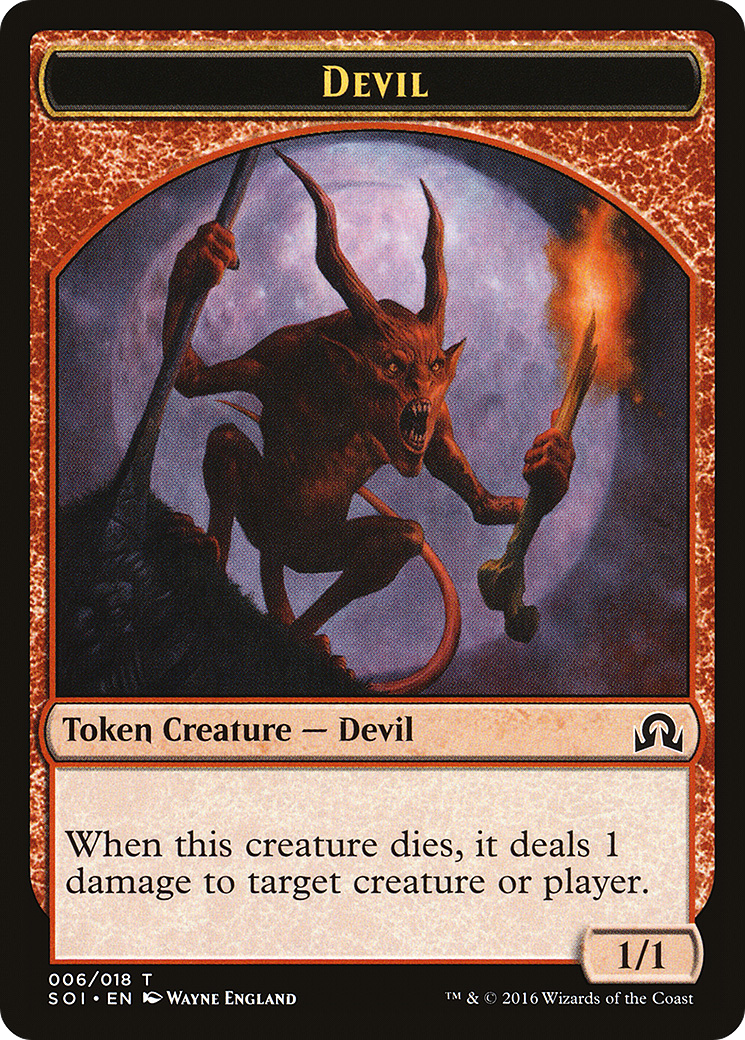 Devil
Token Creature — Devil
When this creature dies, it deals 1
damage to target creature or player.
1/1
006/018 T
SOI • EN Wayne England
™ & © 2016 Wizards of the Coast